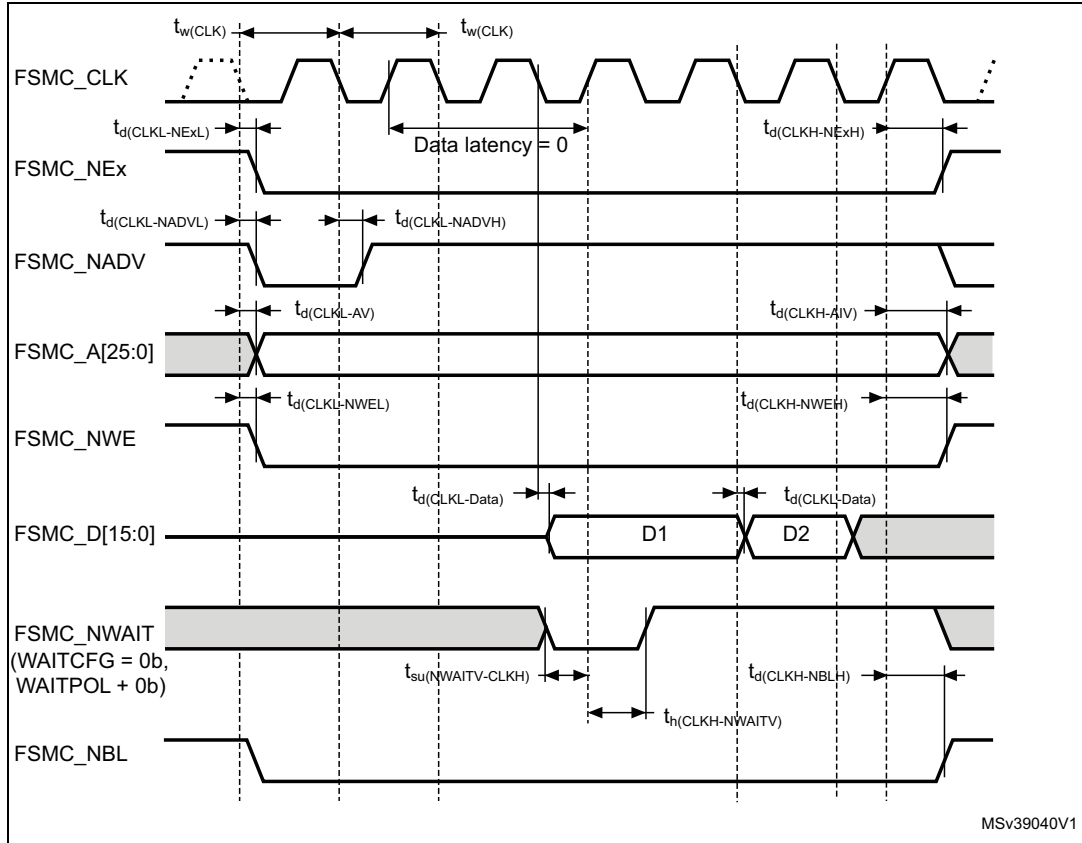 tw(CLK) tw(CLK)
FSMC_CLK
td(CLKL-NExL) td(CLKH-NExH)
Data latency = 0
FSMC_NEx
td(CLKL-NADVL) td(CLKL-NADVH)
FSMC_NADV
td(CLKL-AV) td(CLKH-AIV)
FSMC_A[25:0]
td(CLKL-NWEL) td(CLKH-NWEH)
FSMC_NWE
td(CLKL-Data) td(CLKL-Data)
FSMC_D[15:0] D1 D2
FSMC_NWAIT
(WAITCFG = 0b,
WAITPOL + 0b)
tsu(NWAITV-CLKH) td(CLKH-NBLH)
th(CLKH-NWAITV)
FSMC_NBL
MSv39040V1